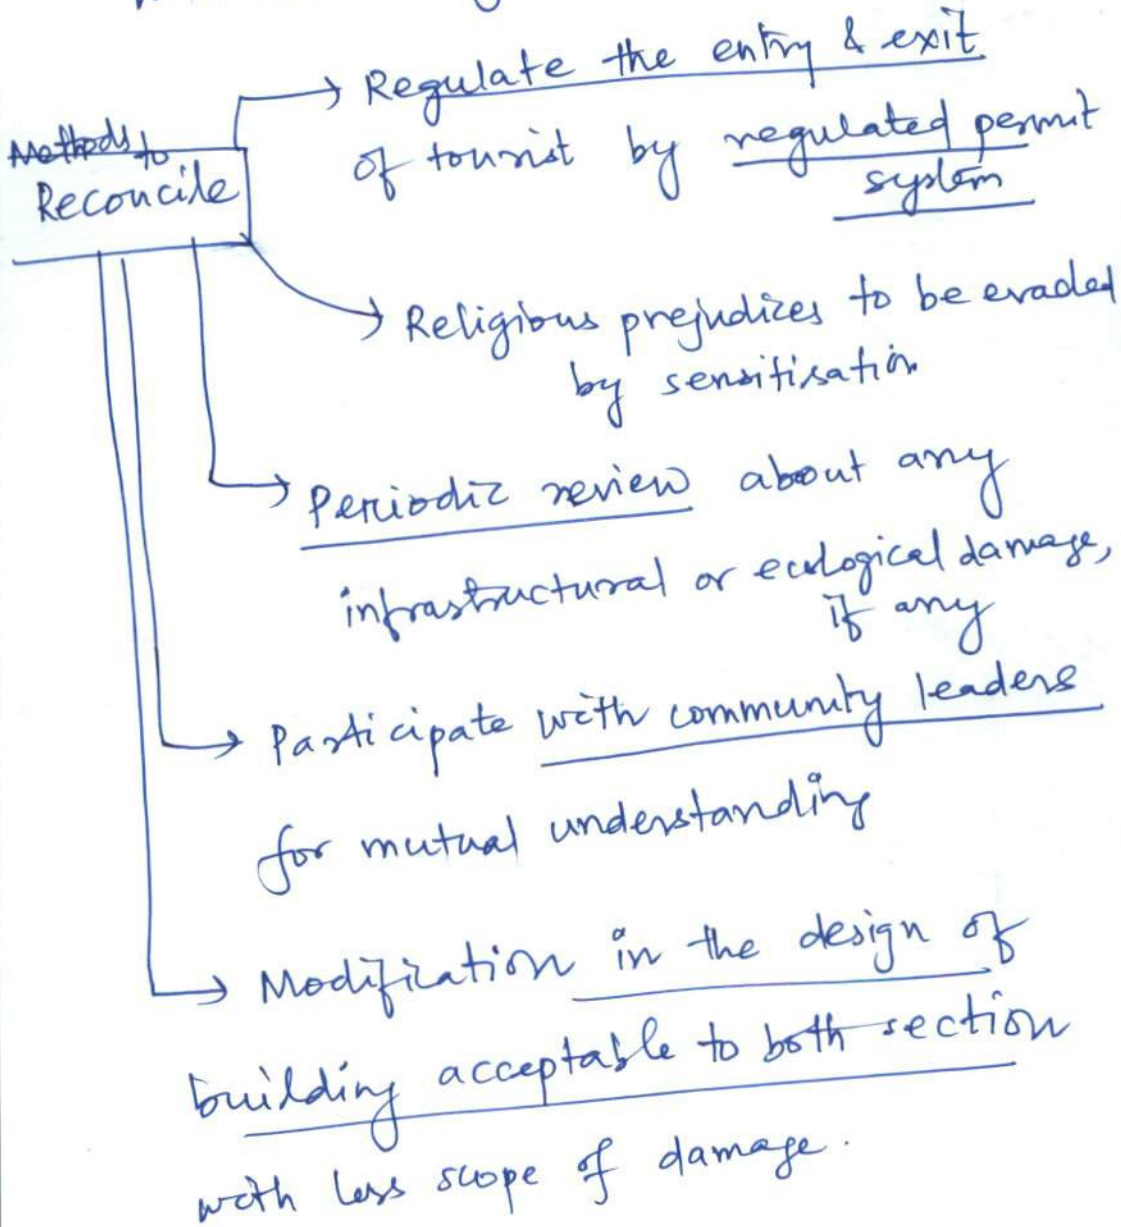 Regulate the entry & exit
Methods to
Reconcile
of tourist by regulated permit
system
Religious prejudices to be evaded
by sensitisation
Periodic review about any
infrastructural or ecological damage,
if any
Participate with community leaders
for mutual understanding
Modification in the design of
building acceptable to both section
with less scope of damage.